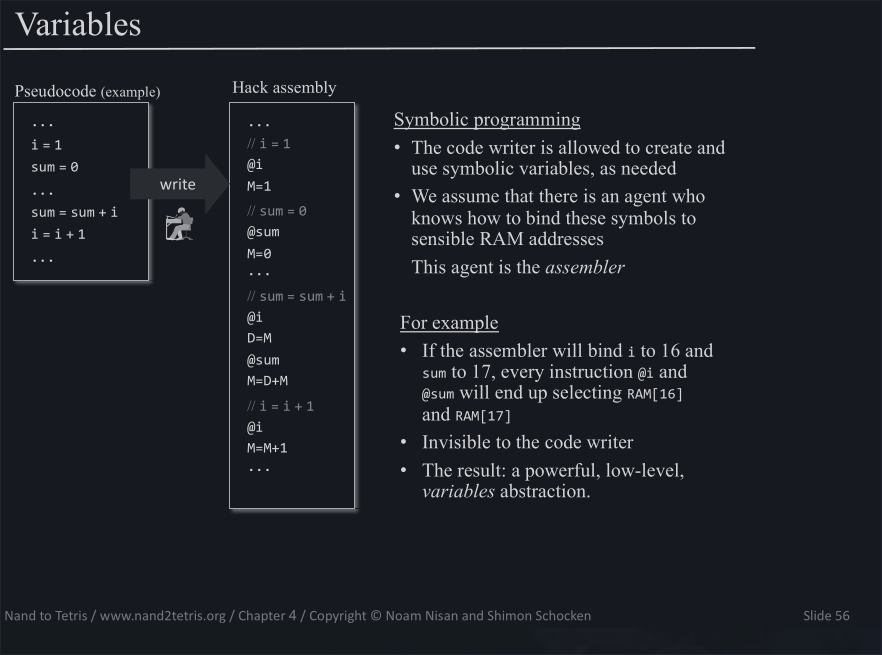 Variables
Pseudocode (example)
...
i = 1
sum = 0
...
sum = sum + i
i = i + 1
...
write
Hack assembly
...
// i = 1
@i
M=1
// sum = 0
@sum
M=0
...
// sum = sum + i
@i
D=M
@sum
M=D+M
// i = i + 1
@i
M=M+1
...
Symbolic programming
• The code writer is allowed to create and
use symbolic variables, as needed
• We assume that there is an agent who
knows how to bind these symbols to
sensible RAM addresses
This agent is the assembler
For example
• If the assembler will bind i to 16 and
sum to 17, every instruction @i and
@sum will end up selecting RAM[16]
and RAM[17]
• Invisible to the code writer
• The result: a powerful, low-level,
variables abstraction.
Nand to Tetris / www.nand2tetris.org / Chapter 4 / Copyright © Noam Nisan and Shimon Schocken
Slide 56